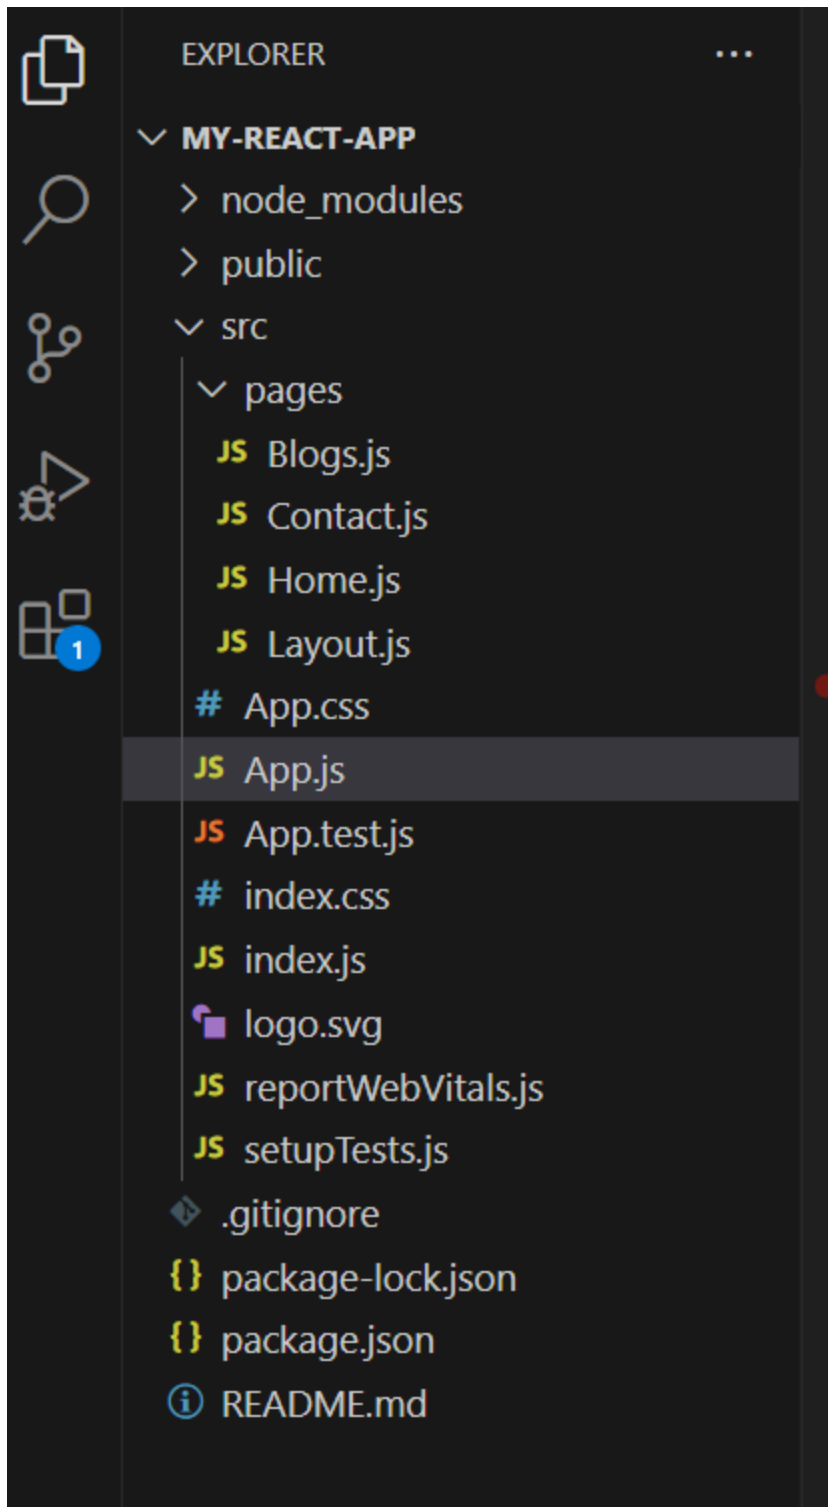 EXPLORER ...
MY-REACT-APP
node_modules
public
src
pages
JS Blogs.js
JS Contact.js
JS Home.js
JS Layout.js
# App.css
JS App.js
JS App.test.js
# index.css
JS index.js
logo.svg
JS reportWebVitals.js
JS setupTests.js
.gitignore
{} package-lock.json
{} package.json
README.md
1